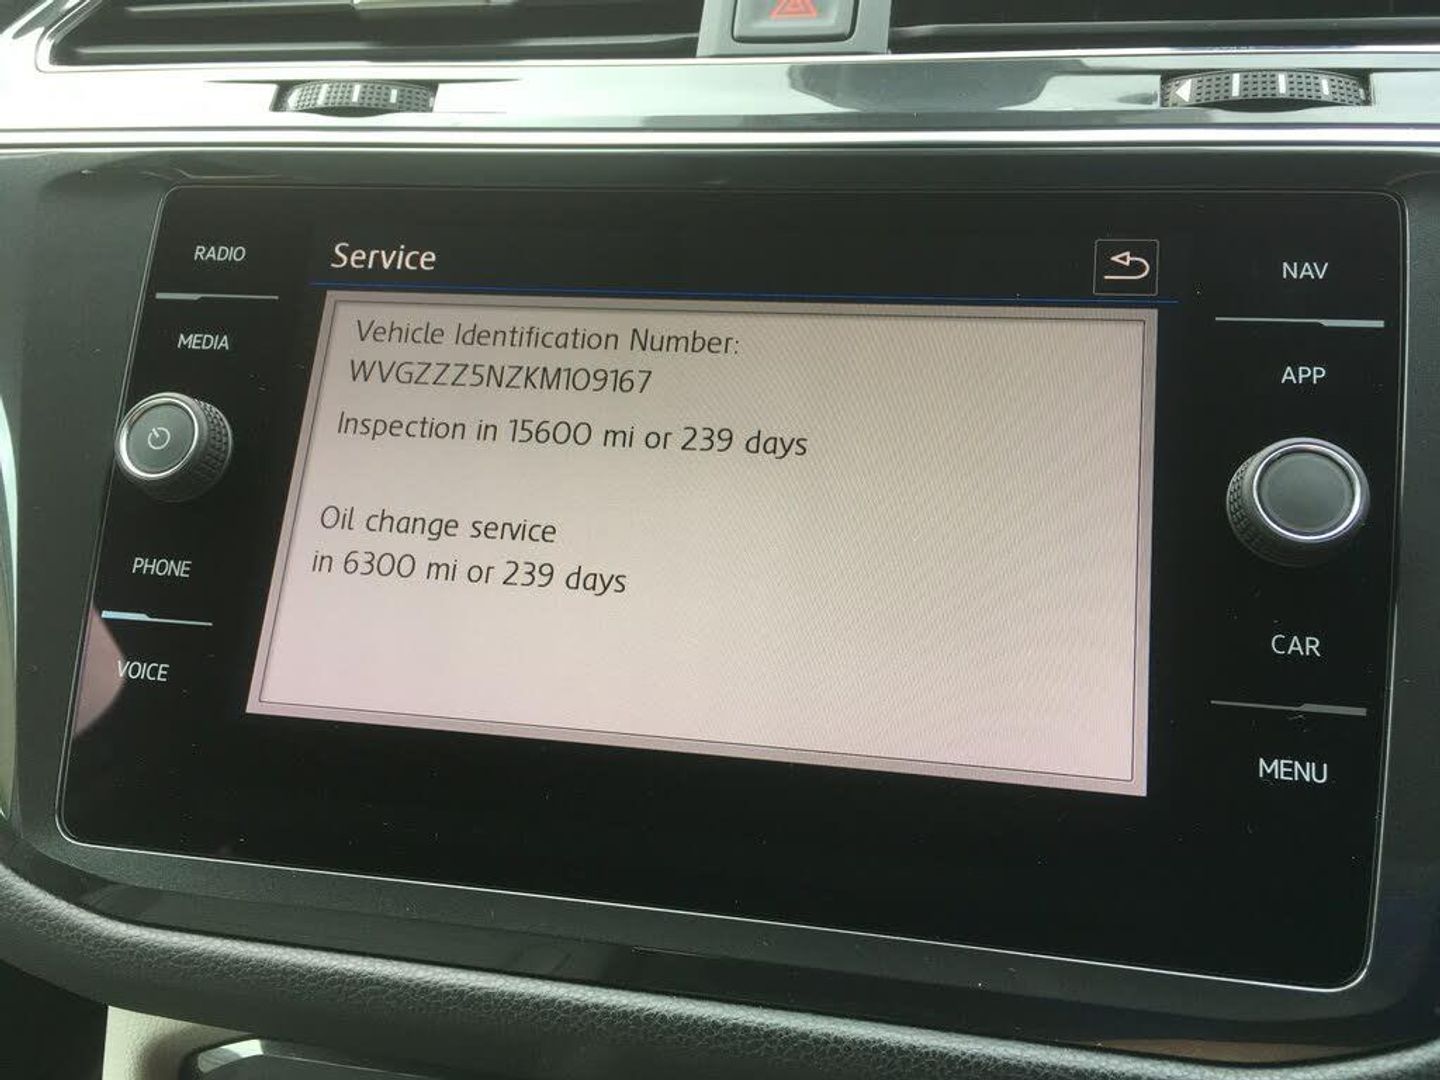 RADIO
MEDIA
PHONE
VOICE
Service
Vehicle Identification Number:
WVGZZZ5NZKM109167
Inspection in 15600 mi or 239 days
Oil change service
in 6300 mi or 239 days
NAV
APP
CAR
MENU